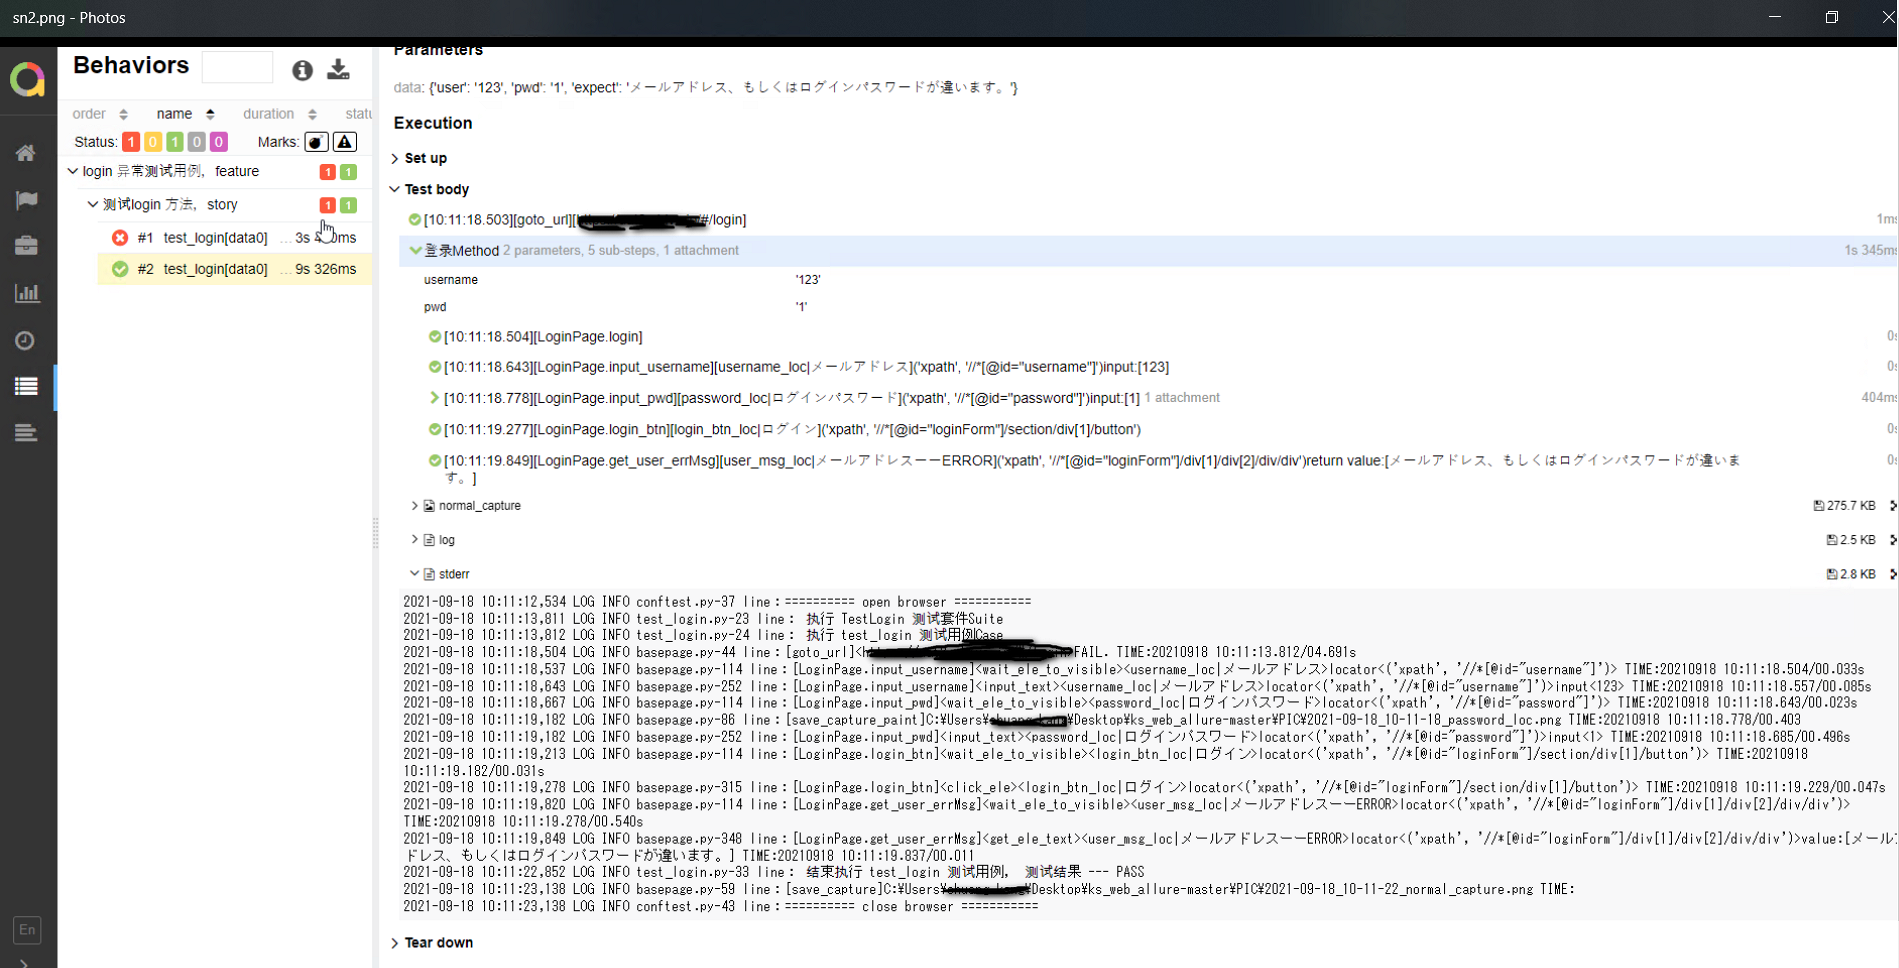 sn2.png - Photos
Behaviors
order name duration statu
Status: 1 0 1 0 0 Marks:
login 异常测试用例, feature 1 1
测试login 方法, story 1 1
#1 test_login[data0] ... 3s
#2 test_login[data0] ... 9s 326ms
En
Parameters
data: {'user': '123', 'pwd': '1', 'expect': 'メールアドレス、もしくはログインパスワードが違います。'}
Execution
Set up
Test body
[10:11:18.503][goto_url][ #/login] 1ms
登录Method 2 parameters, 5 sub-steps, 1 attachment 1s 345ms
username '123'
pwd '1'
[10:11:18.504][LoginPage.login] 0s
[10:11:18.643][LoginPage.input_username][username_loc|メールアドレス]('xpath', '//*[@id="username"]')input:[123] 0s
[10:11:18.778][LoginPage.input_pwd][password_loc|ログインパスワード]('xpath', '//*[@id="password"]')input:[1] 1 attachment 404ms
[10:11:19.277][LoginPage.login_btn][login_btn_loc|ログイン]('xpath', '//*[@id="loginForm"]/section/div[1]/button') 0s
[10:11:19.849][LoginPage.get_user_errMsg][user_msg_loc|メールアドレスーーERROR]('xpath', '//*[@id="loginForm"]/div[1]/div[2]/div/div')return value:[メールアドレス、もしくはログインパスワードが違いま 0s
す。]
normal_capture 275.7 KB
log 2.5 KB
stderr 2.8 KB
2021-09-18 10:11:12,534 LOG INFO conftest.py-37 line：========== open browser ===========
2021-09-18 10:11:13,811 LOG INFO test_login.py-23 line： 执行 TestLogin 测试套件Suite
2021-09-18 10:11:13,812 LOG INFO test_login.py-24 line： 执行 test_login 测试用例Case
2021-09-18 10:11:18,504 LOG INFO basepage.py-44 line：[goto_url]<h FAIL. TIME:20210918 10:11:13.812/04.691s
2021-09-18 10:11:18,537 LOG INFO basepage.py-114 line：[LoginPage.input_username]<wait_ele_to_visible><username_loc|メールアドレス>locator<('xpath', '//*[@id="username"]')> TIME:20210918 10:11:18.504/00.033s
2021-09-18 10:11:18,643 LOG INFO basepage.py-252 line：[LoginPage.input_username]<input_text><username_loc|メールアドレス>locator<('xpath', '//*[@id="username"]')>input<123> TIME:20210918 10:11:18.557/00.085s
2021-09-18 10:11:18,667 LOG INFO basepage.py-114 line：[LoginPage.input_pwd]<wait_ele_to_visible><password_loc|ログインパスワード>locator<('xpath', '//*[@id="password"]')> TIME:20210918 10:11:18.643/00.023s
2021-09-18 10:11:19,182 LOG INFO basepage.py-86 line：[save_capture_paint]C:¥Users¥ ¥Desktop¥ks_web_allure-master¥PIC¥2021-09-18_10-11-18_password_loc.png TIME:20210918 10:11:18.778/00.403
2021-09-18 10:11:19,182 LOG INFO basepage.py-252 line：[LoginPage.input_pwd]<input_text><password_loc|ログインパスワード>locator<('xpath', '//*[@id="password"]')>input<1> TIME:20210918 10:11:18.685/00.496s
2021-09-18 10:11:19,213 LOG INFO basepage.py-114 line：[LoginPage.login_btn]<wait_ele_to_visible><login_btn_loc|ログイン>locator<('xpath', '//*[@id="loginForm"]/section/div[1]/button')> TIME:20210918
10:11:19.182/00.031s
2021-09-18 10:11:19,278 LOG INFO basepage.py-315 line：[LoginPage.login_btn]<click_ele><login_btn_loc|ログイン>locator<('xpath', '//*[@id="loginForm"]/section/div[1]/button')> TIME:20210918 10:11:19.229/00.047s
2021-09-18 10:11:19,820 LOG INFO basepage.py-114 line：[LoginPage.get_user_errMsg]<wait_ele_to_visible><user_msg_loc|メールアドレスーーERROR>locator<('xpath', '//*[@id="loginForm"]/div[1]/div[2]/div/div')>
TIME:20210918 10:11:19.278/00.540s
2021-09-18 10:11:19,849 LOG INFO basepage.py-348 line：[LoginPage.get_user_errMsg]<get_ele_text><user_msg_loc|メールアドレスーーERROR>locator<('xpath', '//*[@id="loginForm"]/div[1]/div[2]/div/div')>value:[メール
ドレス、もしくはログインパスワードが違います。] TIME:20210918 10:11:19.837/00.011
2021-09-18 10:11:22,852 LOG INFO test_login.py-33 line： 结束执行 test_login 测试用例， 测试结果 --- PASS
2021-09-18 10:11:23,138 LOG INFO basepage.py-59 line：[save_capture]C:¥Users¥ ¥Desktop¥ks_web_allure-master¥PIC¥2021-09-18_10-11-22_normal_capture.png TIME:
2021-09-18 10:11:23,138 LOG INFO conftest.py-43 line：========== close browser ===========
Tear down